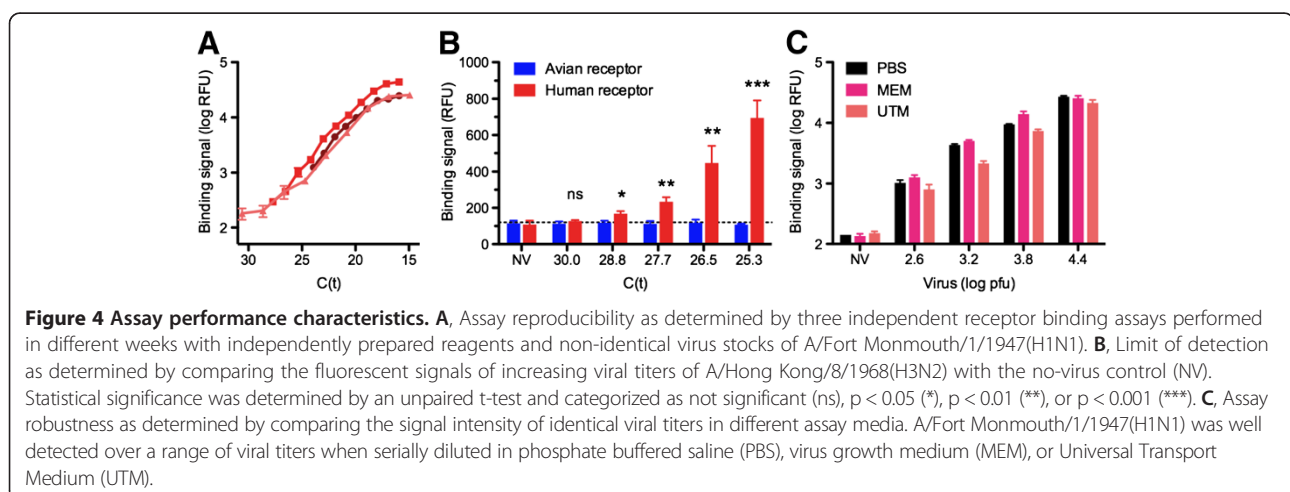 A
B
C
Binding signal (log RFU)
5
4
3
2
30
25
20
15
C(t)
Binding signal (RFU)
1000
800
600
400
200
0
Avian receptor
Human receptor
ns
*
**
**
***
NV
30.0
28.8
27.7
26.5
25.3
C(t)
Binding signal (log RFU)
5
4
3
2
PBS
MEM
UTM
NV
2.6
3.2
3.8
4.4
Virus (log pfu)
Figure 4 Assay performance characteristics. A, Assay reproducibility as determined by three independent receptor binding assays performed
in different weeks with independently prepared reagents and non-identical virus stocks of A/Fort Monmouth/1/1947(H1N1). B, Limit of detection
as determined by comparing the fluorescent signals of increasing viral titers of A/Hong Kong/8/1968(H3N2) with the no-virus control (NV).
Statistical significance was determined by an unpaired t-test and categorized as not significant (ns), p < 0.05 (*), p < 0.01 (**), or p < 0.001 (***). C, Assay
robustness as determined by comparing the signal intensity of identical viral titers in different assay media. A/Fort Monmouth/1/1947(H1N1) was well
detected over a range of viral titers when serially diluted in phosphate buffered saline (PBS), virus growth medium (MEM), or Universal Transport
Medium (UTM).